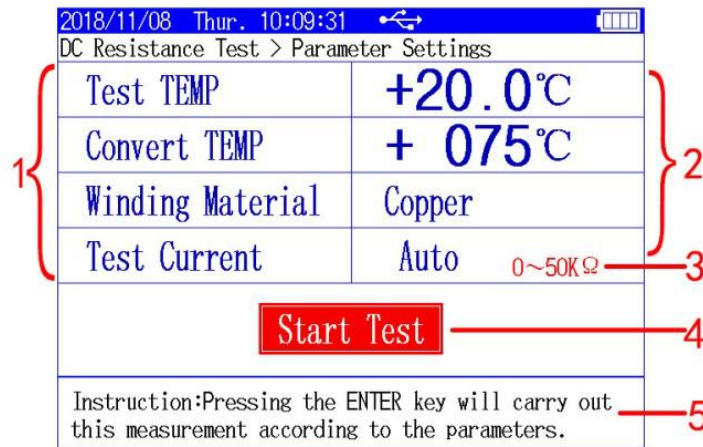 2018/11/08 Thur. 10:09:31
DC Resistance Test > Parameter Settings
Test TEMP +20.0℃
Convert TEMP + 075℃
Winding Material Copper
Test Current Auto 0~50KΩ
Start Test
Instruction:Pressing the ENTER key will carry out
this measurement according to the parameters.
1
2
3
4
5